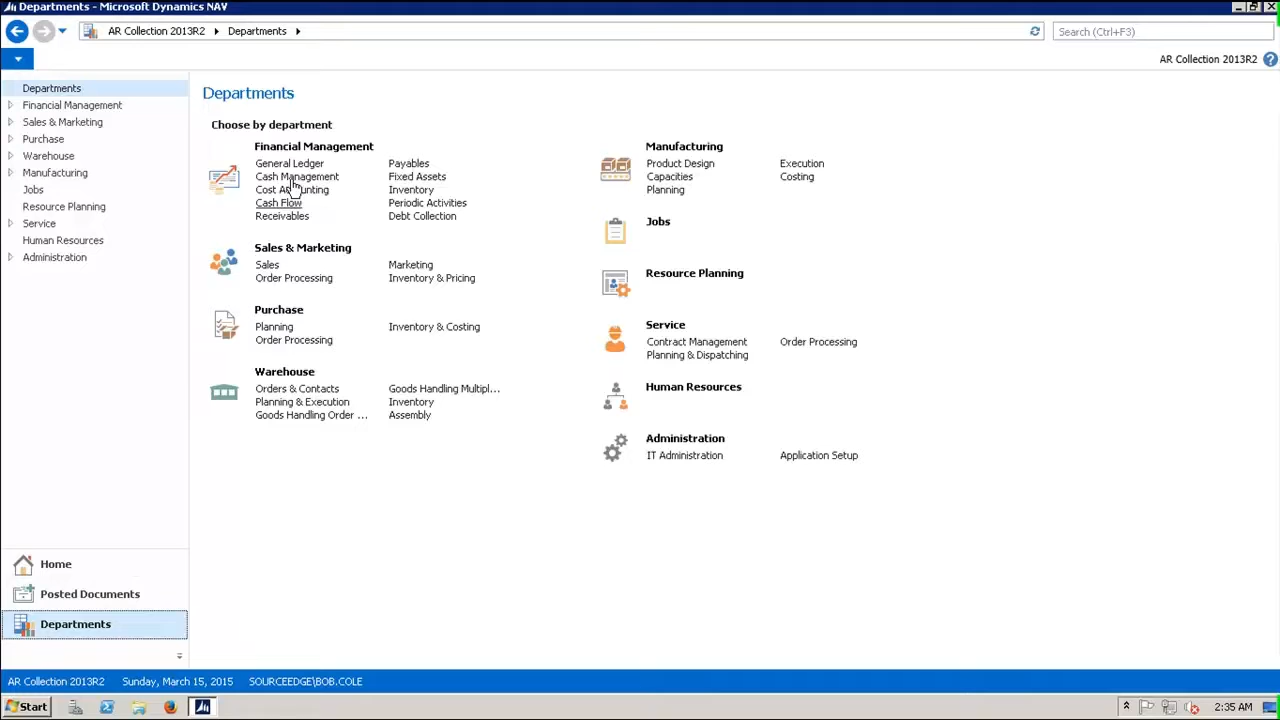 Departments - Microsoft Dynamics NAV
AR Collection 2013R2
Departments
Search (Ctrl+F3)
AR Collection 2013R2
Departments
Financial Management
Sales & Marketing
Purchase
Warehouse
Manufacturing
Jobs
Resource Planning
Service
Human Resources
Administration
Home
Posted Documents
Departments
Departments
Choose by department
Financial Management
General Ledger
Payables
Cash Management
Fixed Assets
Cost Accounting
Inventory
Cash Flow
Periodic Activities
Receivables
Debt Collection
Sales & Marketing
Sales
Marketing
Order Processing
Inventory & Pricing
Purchase
Planning
Inventory & Costing
Order Processing
Warehouse
Orders & Contacts
Goods Handling Multipl...
Planning & Execution
Inventory
Goods Handling Order ...
Assembly
Manufacturing
Product Design
Execution
Capacities
Costing
Planning
Jobs
Resource Planning
Service
Contract Management
Order Processing
Planning & Dispatching
Human Resources
Administration
IT Administration
Application Setup
AR Collection 2013R2
Sunday, March 15, 2015
SOURCEEDGE\BOB.COLE
Start
2:35 AM